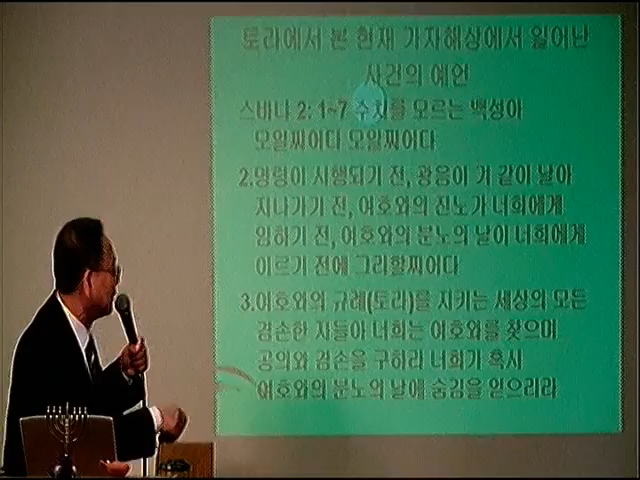 토라에서 본 현재 가자해상에서 일어난
사건의 예언
스바냐 2: 1~7 수치를 모르는 백성아
모일찌어다 모일찌어다
2.명령이 시행되기 전, 광음이 겨 같이 날아
지나가기 전, 여호와의 진노가 너희에게
임하기 전, 여호와의 분노의 날이 너희에게
이르기 전에 그리할찌어다
3.여호와의 규례(토라)를 지키는 세상의 모든
겸손한 자들아 너희는 여호와를 찾으며
공의와 겸손을 구하라 너희가 혹시
여호와의 분노의 날에 숨김을 얻으리라